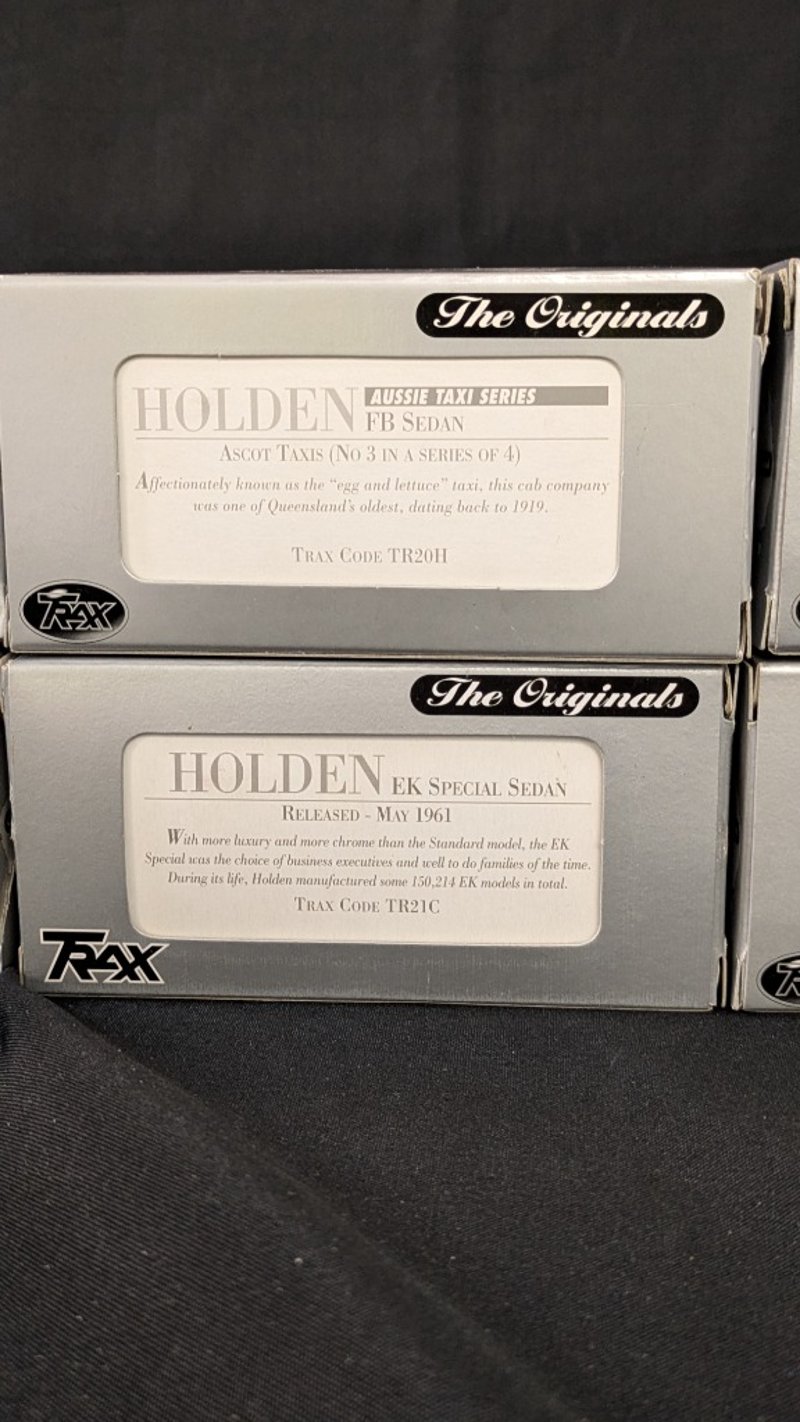 The Originals
HOLDEN AUSSIE TAXI SERIES
FB SEDAN
ASCOT TAXIS (NO 3 IN A SERIES OF 4)
Affectionately known as the "egg and lettuce" taxi, this cab company
was one of Queensland's oldest, dating back to 1919.
TRAX CODE TR20H
TRAX
The Originals
HOLDEN EK SPECIAL SEDAN
RELEASED - MAY 1961
With more luxury and more chrome than the Standard model, the EK
Special was the choice of business executives and well to do families of the time.
During its life, Holden manufactured some 150,214 EK models in total.
TRAX CODE TR21C
TRAX